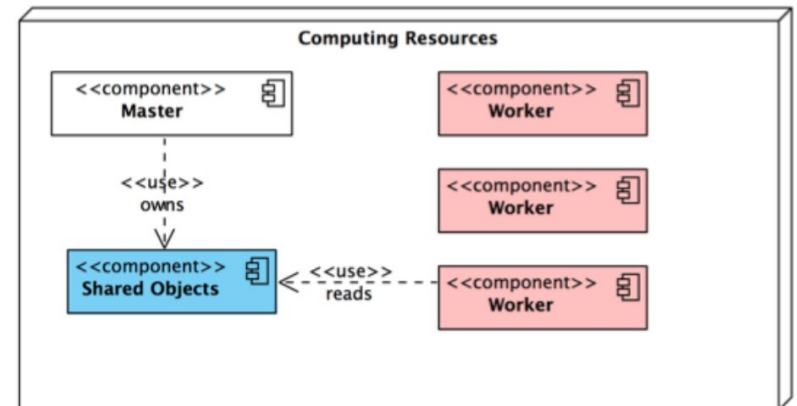 Computing Resources
<<component>>
Master
<<component>>
Worker
<<component>>
Worker
<<use>>
owns
<<component>>
Shared Objects
<<use>>
reads
<<component>>
Worker